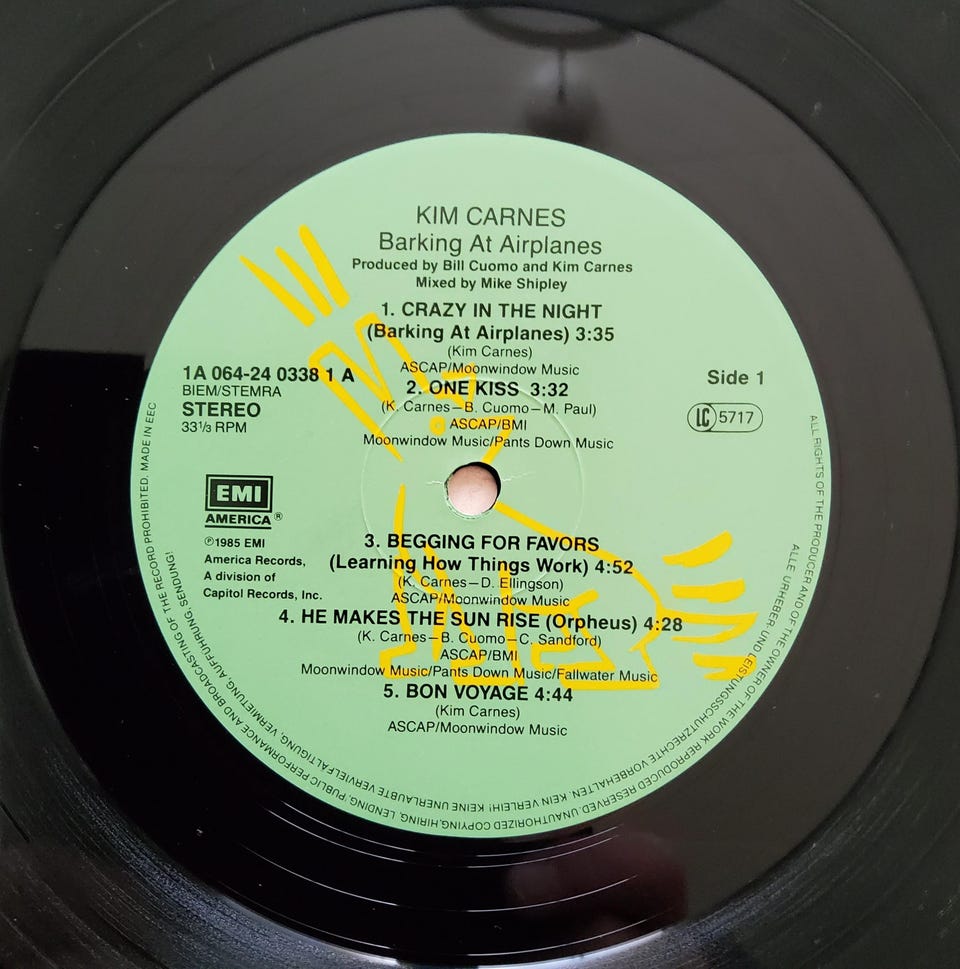 KIM CARNES
Barking At Airplanes
Produced by Bill Cuomo and Kim Carnes
Mixed by Mike Shipley
1. CRAZY IN THE NIGHT
(Barking At Airplanes) 3:35
(Kim Carnes)
ASCAP/Moonwindow Music
2. ONE KISS 3:32
(K. Carnes—B. Cuomo—M. Paul)
ASCAP/BMI
Moonwindow Music/Pants Down Music
1A 064-24 0338 1 A
BIEM/STEMRA
STEREO
33⅓ RPM
Side 1
LC 5717
EMI
AMERICA®
℗1985 EMI
America Records,
A division of
Capitol Records, Inc.
3. BEGGING FOR FAVORS
(Learning How Things Work) 4:52
(K. Carnes—D. Ellingson)
ASCAP/Moonwindow Music
4. HE MAKES THE SUN RISE (Orpheus) 4:28
(K. Carnes—B. Cuomo—C. Sandford)
ASCAP/BMI
Moonwindow Music/Pants Down Music/Fallwater Music
5. BON VOYAGE 4:44
(Kim Carnes)
ASCAP/Moonwindow Music
ALL RIGHTS OF THE PRODUCER AND OF THE OWNER OF THE WORK REPRODUCED RESERVED. UNAUTHORIZED COPYING, HIRING, LENDING, PUBLIC PERFORMANCE AND BROADCASTING OF THE RECORD PROHIBITED. MADE IN EEC
ALLE URHEBER- UND LEISTUNGSSCHUTZRECHTE VORBEHALTEN. KEIN VERLEIH! KEINE UNERLAUBTE VERVIELFALTIGUNG, VERMIETUNG, AUFFUHRUNG, SENDUNG!